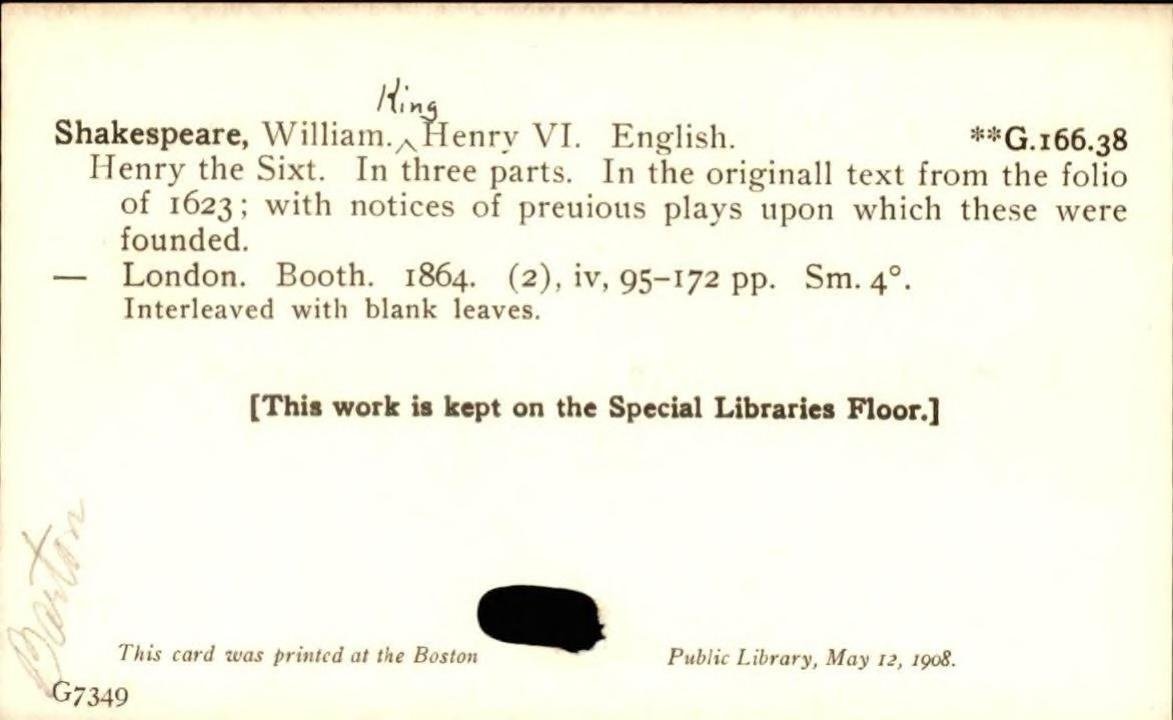 King
Shakespeare, William.‸Henry VI. English. **G.166.38
Henry the Sixt. In three parts. In the originall text from the folio
of 1623; with notices of preuious plays upon which these were
founded.
— London. Booth. 1864. (2), iv, 95–172 pp. Sm. 4°.
Interleaved with blank leaves.
[This work is kept on the Special Libraries Floor.]
Barton
This card was printed at the Boston Public Library, May 12, 1908.
G7349